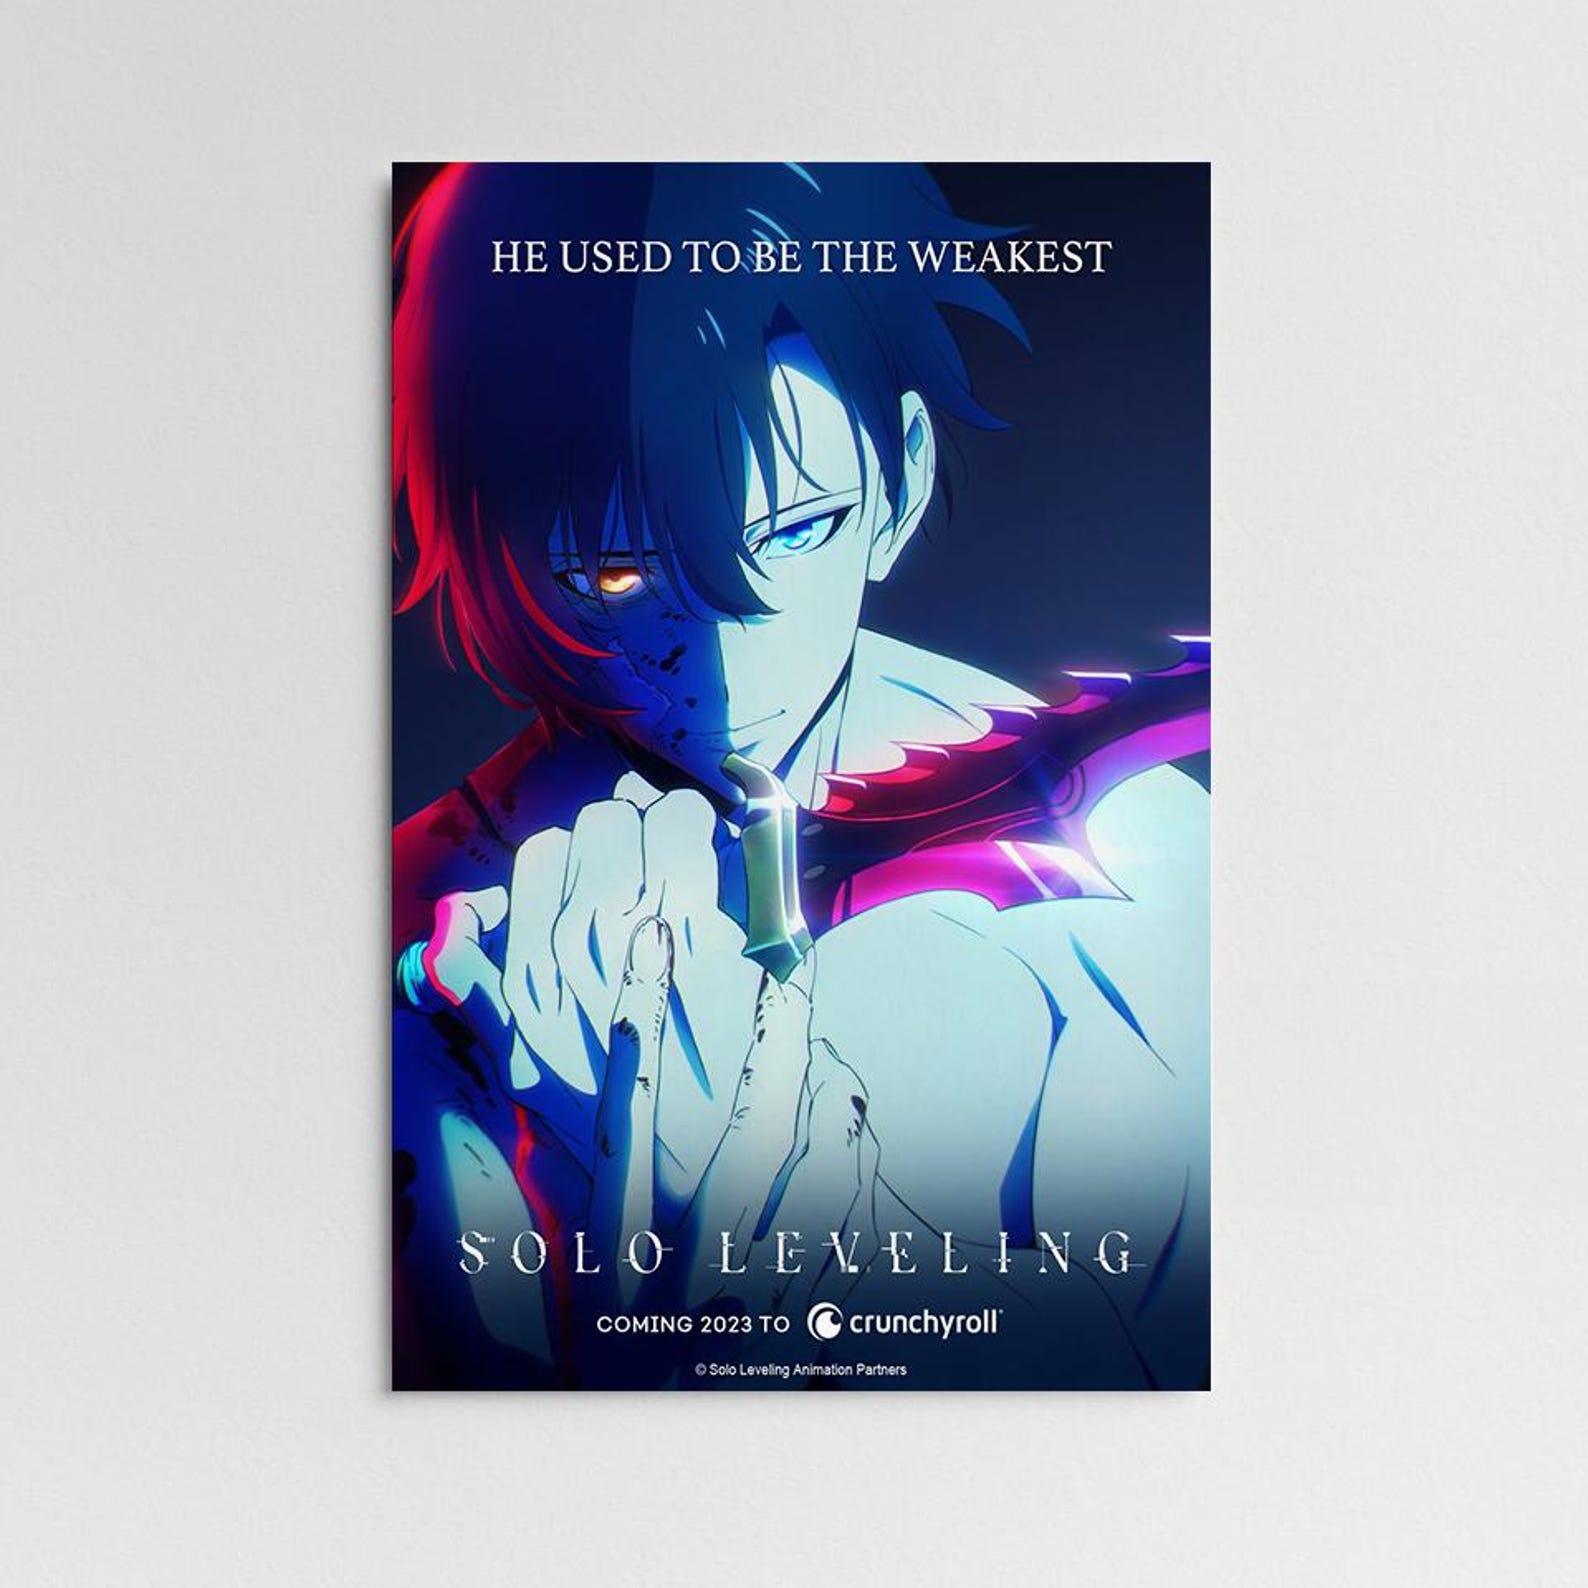 HE USED TO BE THE WEAKEST
SOLO LEVELING
COMING 2023 TO crunchyroll
© Solo Leveling Animation Partners